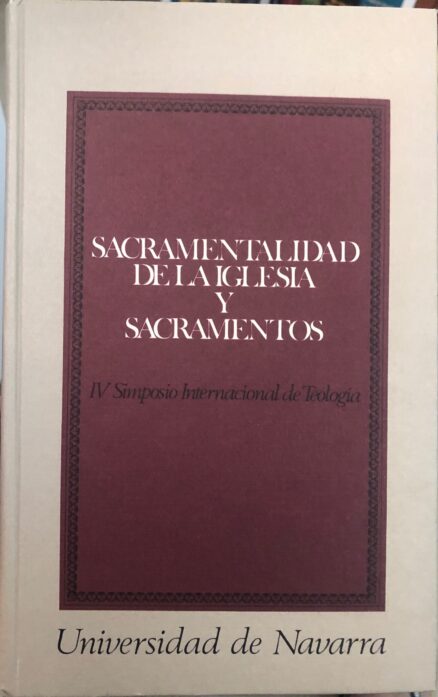 SACRAMENTALIDAD
DE LA IGLESIA
Y
SACRAMENTOS
IV Simposio Internacional de Teología
Universidad de Navarra